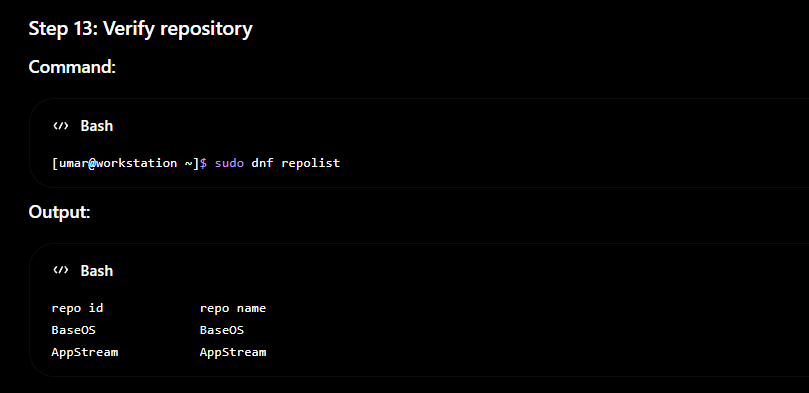 Step 13: Verify repository
Command:
Bash
[umar@workstation ~]$ sudo dnf repolist
Output:
Bash
repo id repo name
BaseOS BaseOS
AppStream AppStream